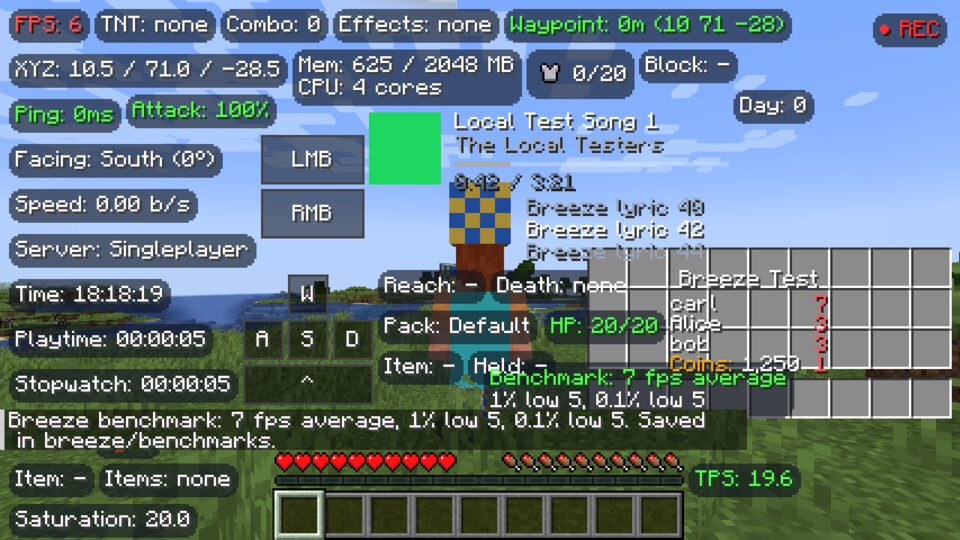 FPS: 6
TNT: none
Combo: 0
Effects: none
Waypoint: 0m (10 71 -28)
REC
XYZ: 10.5 / 71.0 / -28.5
Mem: 625 / 2048 MB
CPU: 4 cores
0/20
Block: -
Day: 0
Ping: 0ms
Attack: 100%
Local Test Song 1
The Local Testers
0:42 / 3:21
Facing: South (0°)
LMB
Speed: 0.00 b/s
RMB
Breeze lyric 40
Breeze lyric 42
Breeze lyric 44
Server: Singleplayer
Time: 18:18:19
W
Reach: -
Death: none
Breeze Test
carl 7
Alice 3
bob 3
Coins: 1,250 1
Playtime: 00:00:05
A
S
D
Pack: Default
HP: 20/20
Item: -
Held: -
Stopwatch: 00:00:05
^
Benchmark: 7 fps average
1% low 5, 0.1% low 5
Breeze benchmark: 7 fps average, 1% low 5, 0.1% low 5. Saved
in breeze/benchmarks.
Item: -
Items: none
TPS: 19.6
Saturation: 20.0